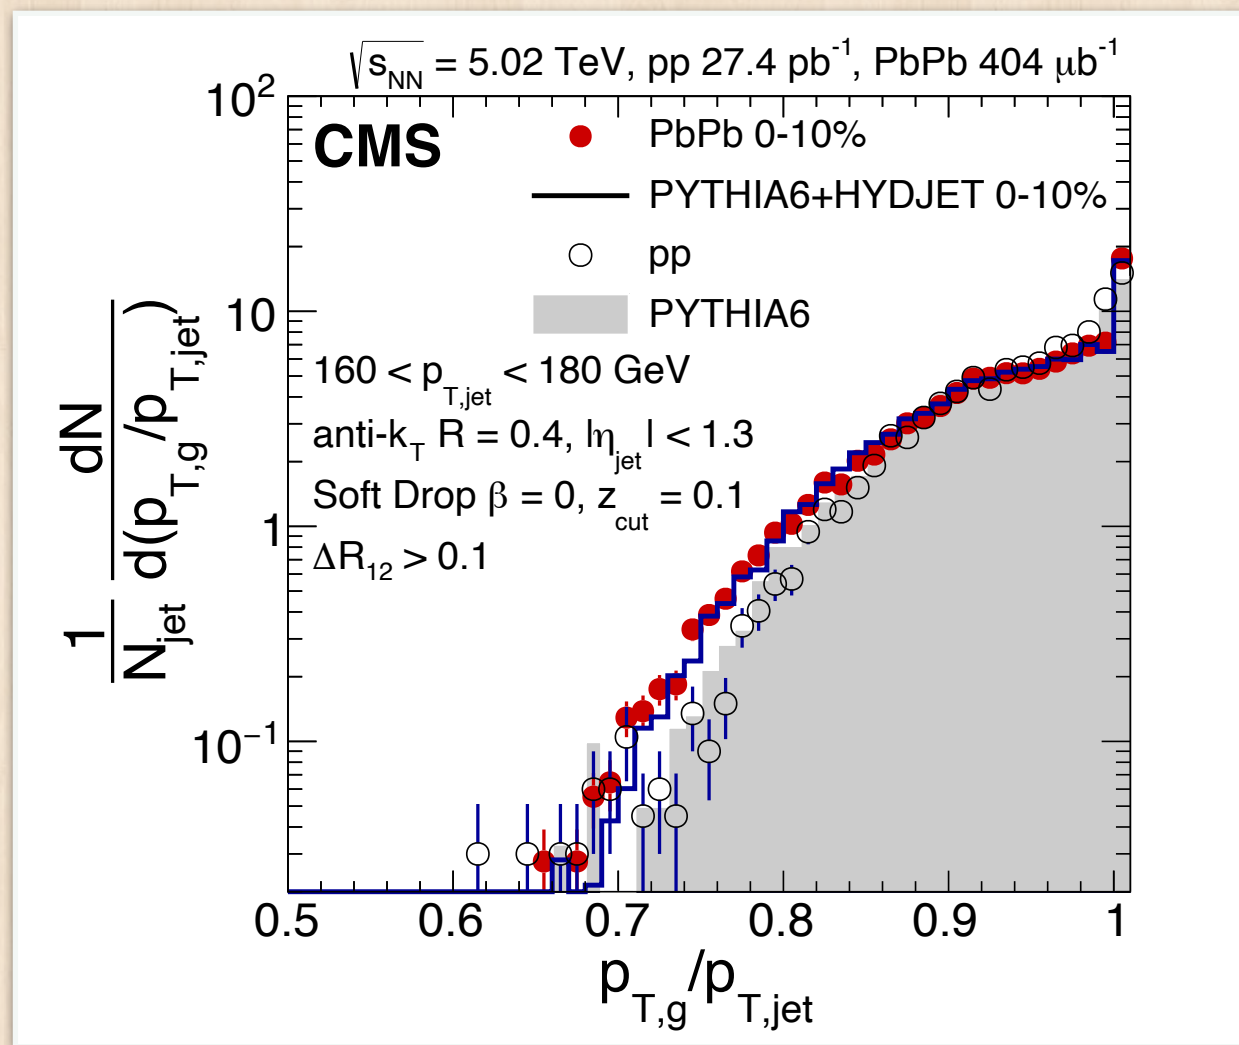 √s_NN = 5.02 TeV, pp 27.4 pb⁻¹, PbPb 404 μb⁻¹
CMS
PbPb 0-10%
PYTHIA6+HYDJET 0-10%
pp
PYTHIA6
160 < p_T,jet < 180 GeV
anti-k_T R = 0.4, |η_jet| < 1.3
Soft Drop β = 0, z_cut = 0.1
ΔR₁₂ > 0.1
10²
10
1
10⁻¹
1/N_jet dN/d(p_T,g/p_T,jet)
0.5 0.6 0.7 0.8 0.9 1
p_T,g/p_T,jet